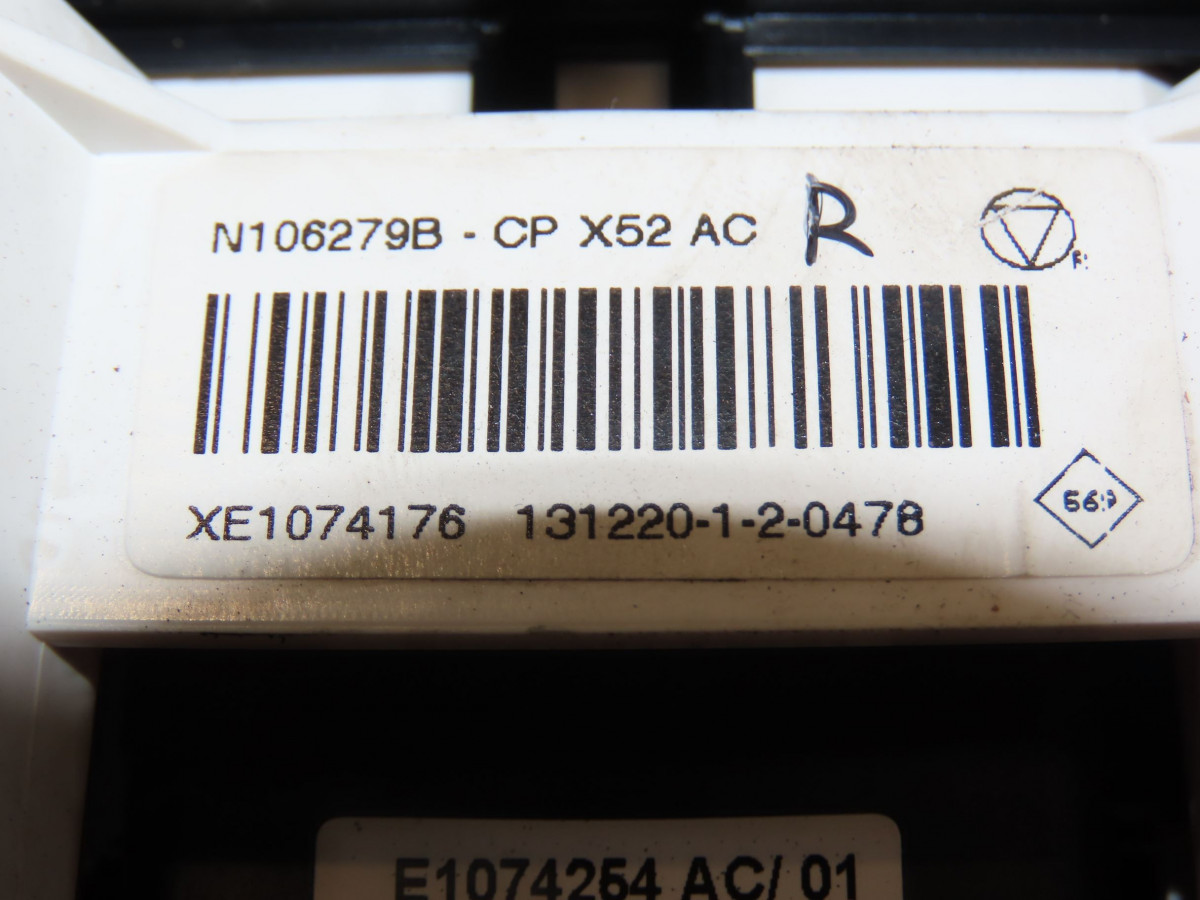 N106279B - CP X52 AC R
XE1074176 131220-1-2-0478
E1074254 AC/ 01